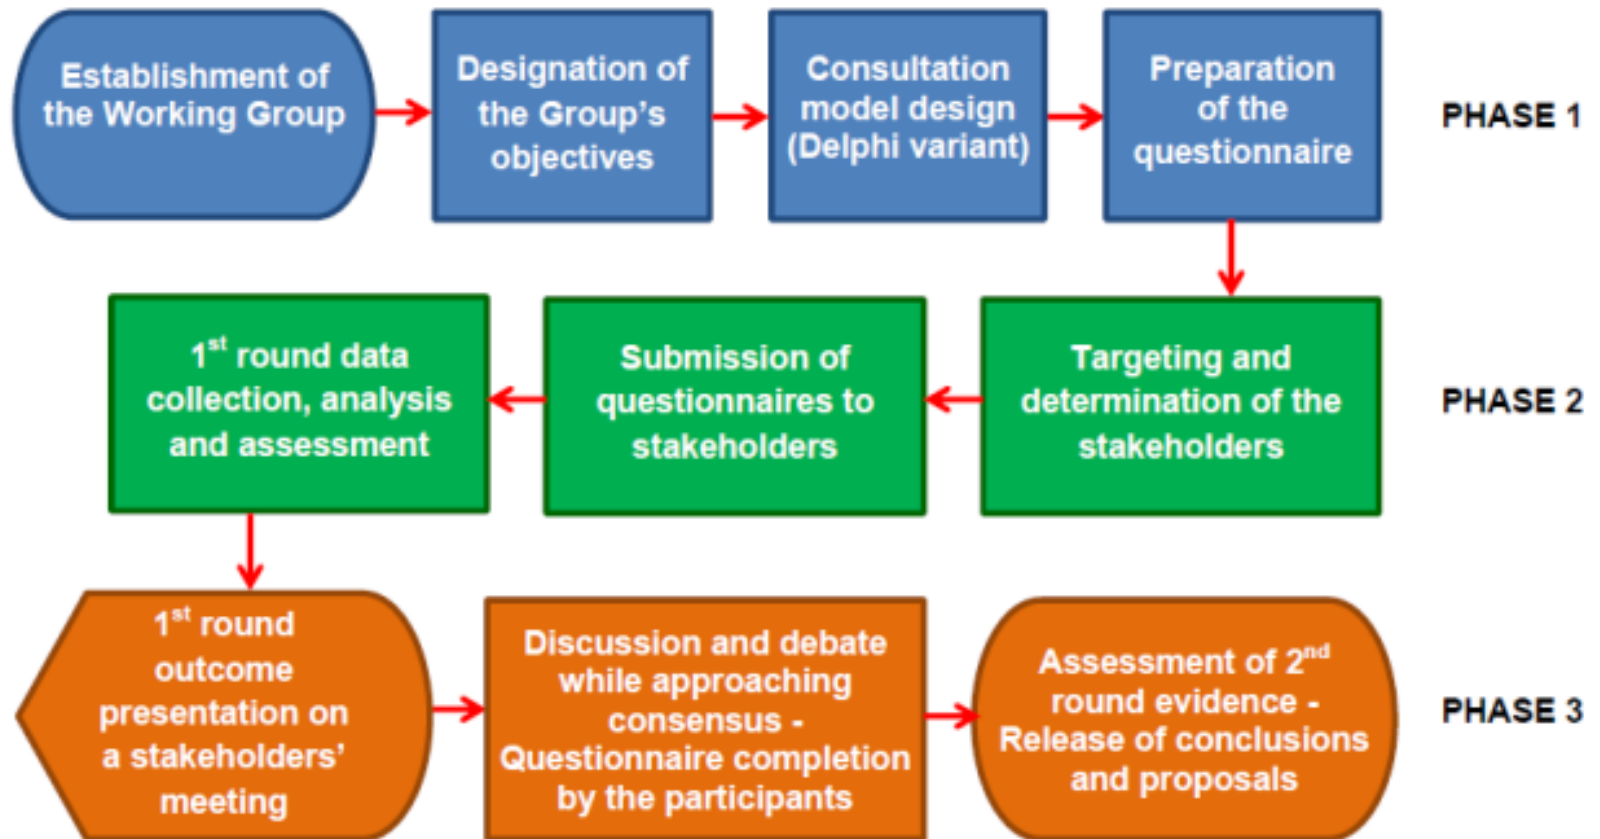 Establishment of
the Working Group
Designation of
the Group's
objectives
Consultation
model design
(Delphi variant)
Preparation
of the
questionnaire
PHASE 1
1st round data
collection, analysis
and assessment
Submission of
questionnaires to
stakeholders
Targeting and
determination of the
stakeholders
PHASE 2
1st round
outcome
presentation on
a stakeholders'
meeting
Discussion and debate
while approaching
consensus -
Questionnaire completion
by the participants
Assessment of 2nd
round evidence -
Release of conclusions
and proposals
PHASE 3